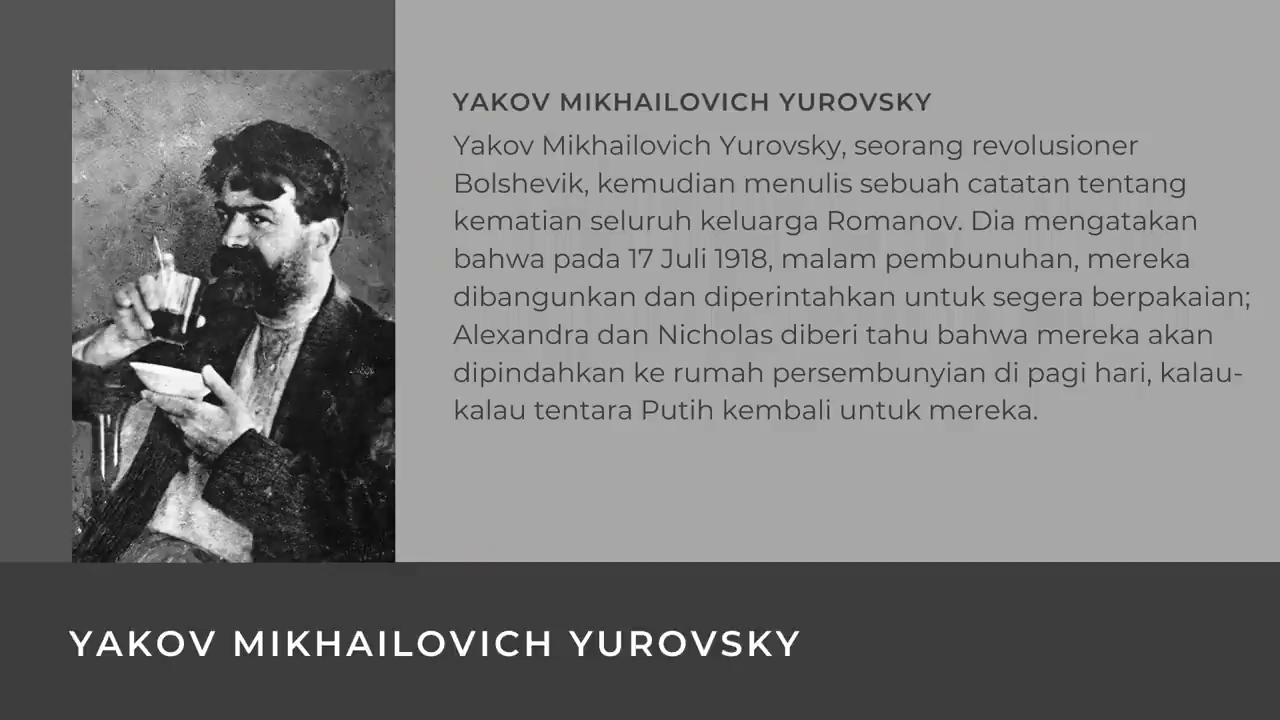 YAKOV MIKHAILOVICH YUROVSKY
Yakov Mikhailovich Yurovsky, seorang revolusioner
Bolshevik, kemudian menulis sebuah catatan tentang
kematian seluruh keluarga Romanov. Dia mengatakan
bahwa pada 17 Juli 1918, malam pembunuhan, mereka
dibangunkan dan diperintahkan untuk segera berpakaian;
Alexandra dan Nicholas diberi tahu bahwa mereka akan
dipindahkan ke rumah persembunyian di pagi hari, kalau-
kalau tentara Putih kembali untuk mereka.
YAKOV MIKHAILOVICH YUROVSKY